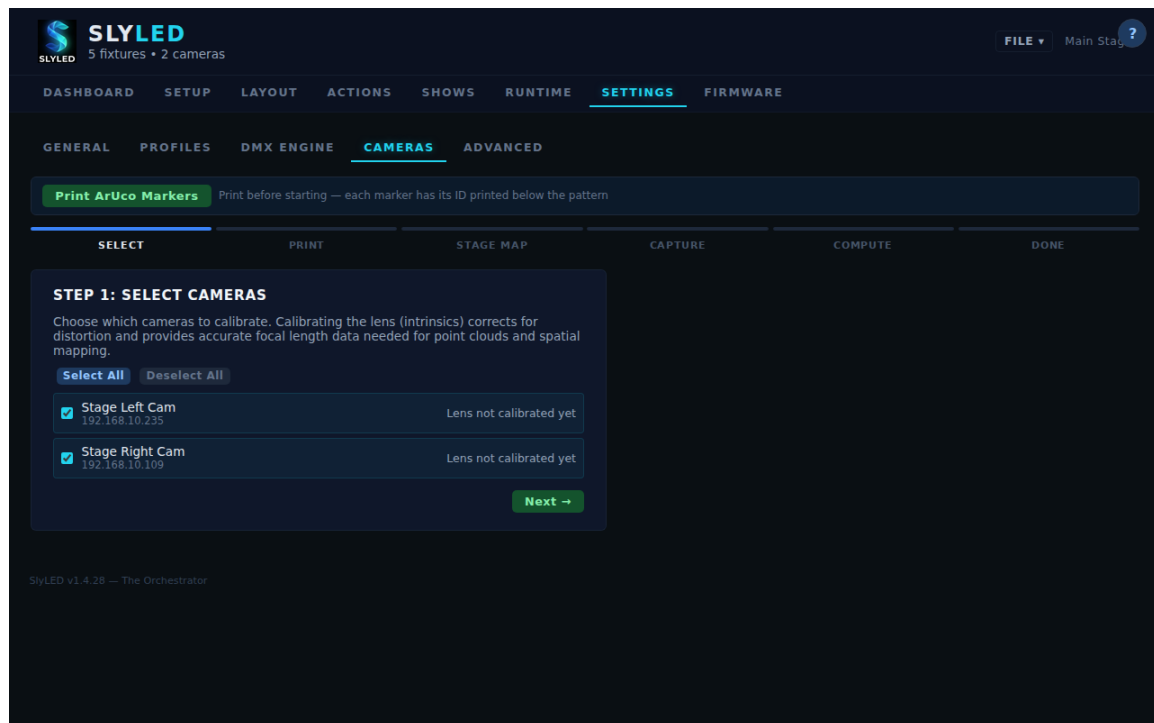 SLYLED
SLYLED
5 fixtures • 2 cameras
FILE ▾
Main Stag
?
DASHBOARD SETUP LAYOUT ACTIONS SHOWS RUNTIME SETTINGS FIRMWARE
GENERAL PROFILES DMX ENGINE CAMERAS ADVANCED
Print ArUco Markers Print before starting — each marker has its ID printed below the pattern
SELECT PRINT STAGE MAP CAPTURE COMPUTE DONE
STEP 1: SELECT CAMERAS
Choose which cameras to calibrate. Calibrating the lens (intrinsics) corrects for
distortion and provides accurate focal length data needed for point clouds and spatial
mapping.
Select All Deselect All
Stage Left Cam
192.168.10.235
Lens not calibrated yet
Stage Right Cam
192.168.10.109
Lens not calibrated yet
Next →
SlyLED v1.4.28 — The Orchestrator